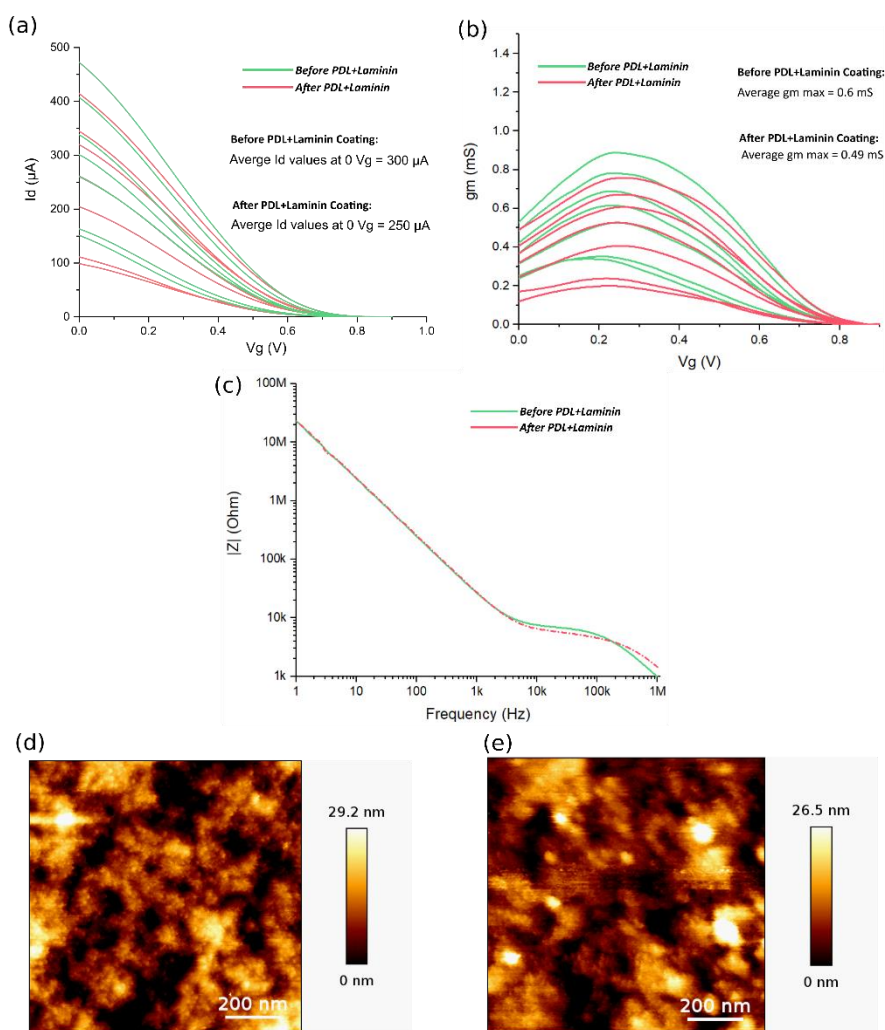 (a)
500
400
300
200
100
0
Id (µA)
0.0 0.2 0.4 0.6 0.8 1.0
Vg (V)
Before PDL+Laminin
After PDL+Laminin
Before PDL+Laminin Coating:
Averge Id values at 0 Vg = 300 µA
After PDL+Laminin Coating:
Averge Id values at 0 Vg = 250 µA
(b)
1.4
1.2
1.0
0.8
0.6
0.4
0.2
0.0
gm (mS)
0.0 0.2 0.4 0.6 0.8
Vg (V)
Before PDL+Laminin
After PDL+Laminin
Before PDL+Laminin Coating:
Average gm max = 0.6 mS
After PDL+Laminin Coating:
Average gm max = 0.49 mS
(c)
100M
10M
1M
100k
10k
1k
|Z| (Ohm)
1 10 100 1k 10k 100k 1M
Frequency (Hz)
Before PDL+Laminin
After PDL+Laminin
(d)
29.2 nm
0 nm
200 nm
(e)
26.5 nm
0 nm
200 nm